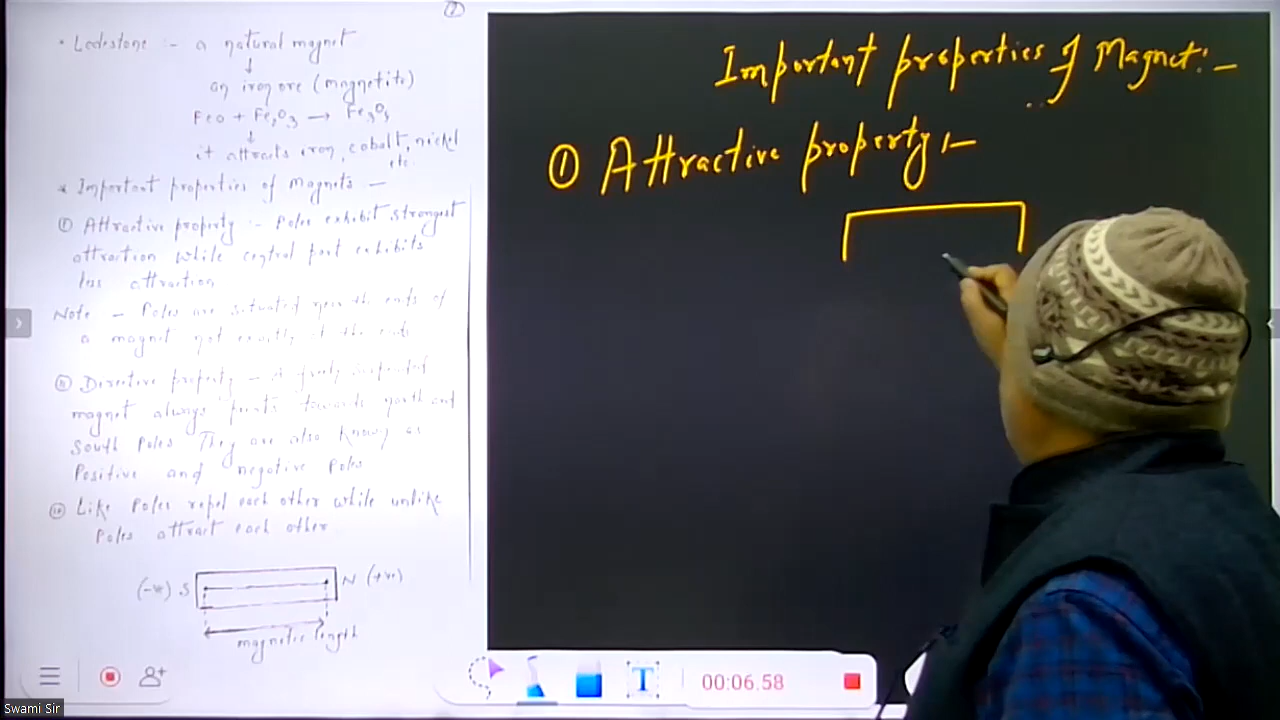 ②
• Lodestone :- a natural magnet
↓
an iron ore (magnetite)
FeO + Fe₂O₃ → Fe₃O₄
↓
it attracts iron, cobalt, nickel
etc.
* Important properties of Magnets –
① Attractive property :- Poles exhibit strongest
attraction while central part exhibits
less attraction
Note – Poles are situated near the ends of
a magnet not exactly at the ends
② Directive property – A freely suspended
magnet always points towards north and
South Poles They are also known as
Positive and negative Poles
③ Like Poles repel each other while unlike
Poles attract each other
(-ve) S N (+ve)
magnetic length
Important properties of Magnet :-
① Attractive property :-
T
00:06.58
Swami Sir